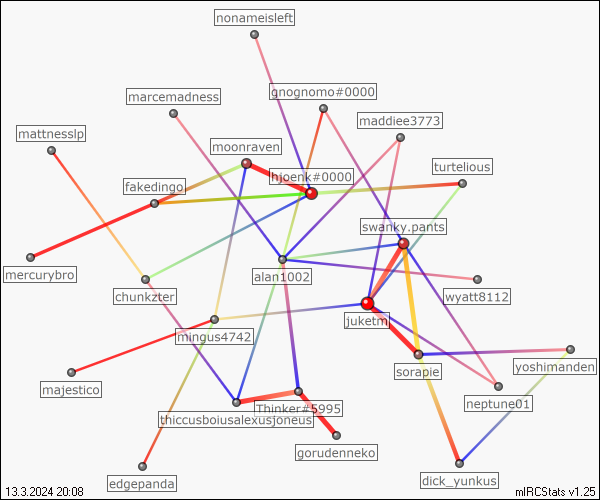 nonameisleft
gnognomo#0000
marcemadness
maddiee3773
mattnesslp
moonraven
turtelious
hjoenk#0000
fakedingo
swanky.pants
mercurybro
alan1002
chunkzter
wyatt8112
juketm
mingus4742
yoshimanden
sorapie
majestico
neptune01
Thinker#5995
thiccusboiusalexusjoneus
gorudenneko
edgepanda
dick_yunkus
13.3.2024 20:08
mIRCStats v1.25